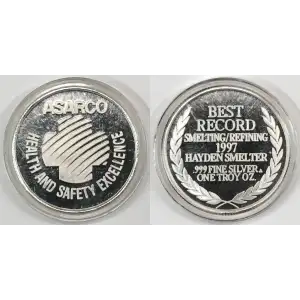 ASARCO
HEALTH AND SAFETY EXCELLENCE
BEST
RECORD
SMELTING/REFINING
1997
HAYDEN SMELTER
.999 FINE SILVER
ONE TROY OZ.